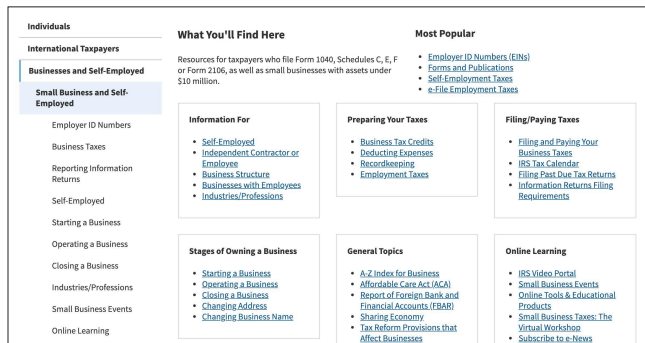 Individuals
International Taxpayers
Businesses and Self-Employed
Small Business and Self-
Employed
Employer ID Numbers
Business Taxes
Reporting Information
Returns
Self-Employed
Starting a Business
Operating a Business
Closing a Business
Industries/Professions
Small Business Events
Online Learning
What You'll Find Here
Resources for taxpayers who file Form 1040, Schedules C, E, F
or Form 2106, as well as small businesses with assets under
$10 million.
Most Popular
• Employer ID Numbers (EINs)
• Forms and Publications
• Self-Employment Taxes
• e-File Employment Taxes
Information For
• Self-Employed
• Independent Contractor or
Employee
• Business Structure
• Businesses with Employees
• Industries/Professions
Preparing Your Taxes
• Business Tax Credits
• Deducting Expenses
• Recordkeeping
• Employment Taxes
Filing/Paying Taxes
• Filing and Paying Your
Business Taxes
• IRS Tax Calendar
• Filing Past Due Tax Returns
• Information Returns Filing
Requirements
Stages of Owning a Business
• Starting a Business
• Operating a Business
• Closing a Business
• Changing Address
• Changing Business Name
General Topics
• A-Z Index for Business
• Affordable Care Act (ACA)
• Report of Foreign Bank and
Financial Accounts (FBAR)
• Sharing Economy
• Tax Reform Provisions that
Affect Businesses
Online Learning
• IRS Video Portal
• Small Business Events
• Online Tools & Educational
Products
• Small Business Taxes: The
Virtual Workshop
• Subscribe to e-News